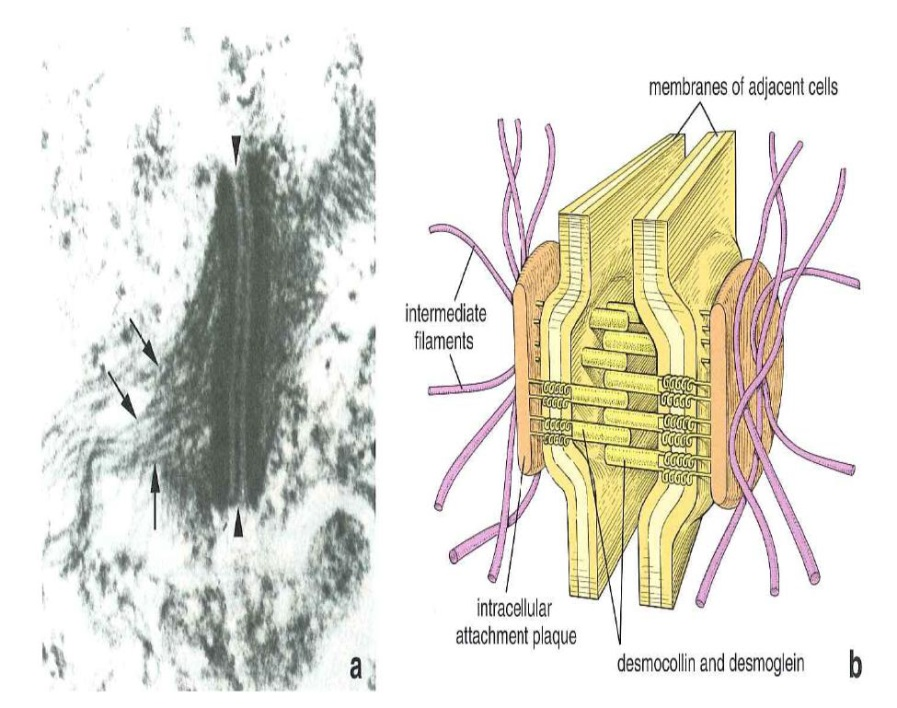 membranes of adjacent cells
intermediate
filaments
intracellular
attachment plaque
desmocollin and desmoglein
a
b